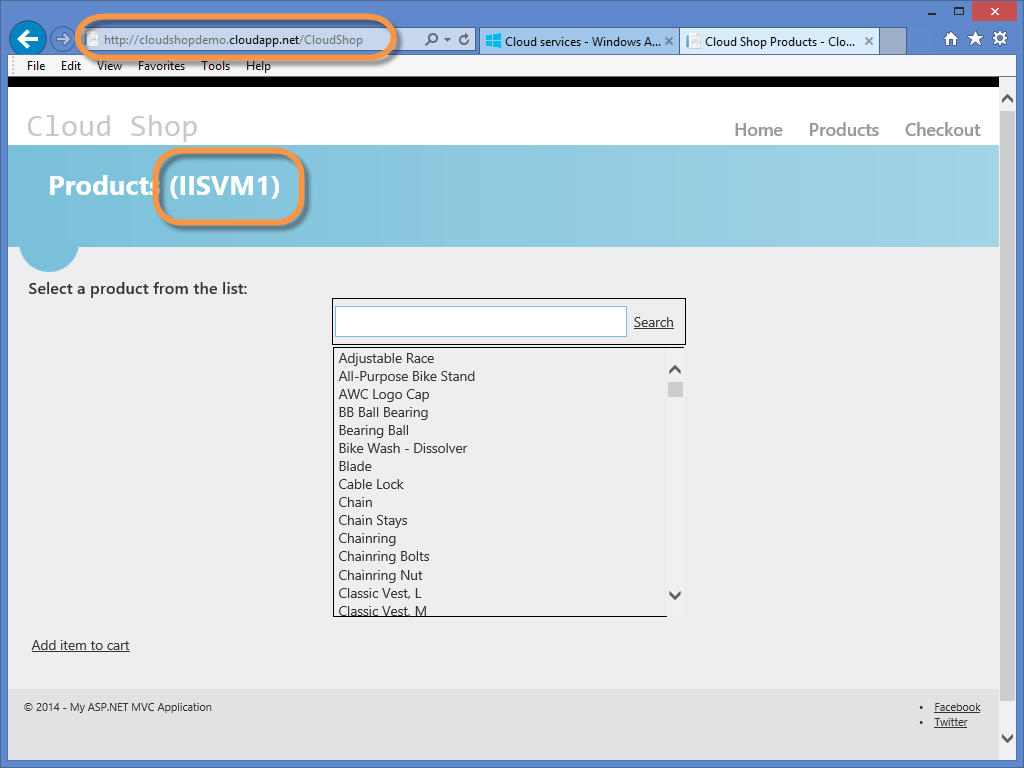 http://cloudshopdemo.cloudapp.net/CloudShop
Cloud services - Windows A...
Cloud Shop Products - Clo...
File Edit View Favorites Tools Help
Cloud Shop
Home Products Checkout
Products (IISVM1)
Select a product from the list:
Search
Adjustable Race
All-Purpose Bike Stand
AWC Logo Cap
BB Ball Bearing
Bearing Ball
Bike Wash - Dissolver
Blade
Cable Lock
Chain
Chain Stays
Chainring
Chainring Bolts
Chainring Nut
Classic Vest, L
Classic Vest, M
Add item to cart
© 2014 - My ASP.NET MVC Application
• Facebook
• Twitter